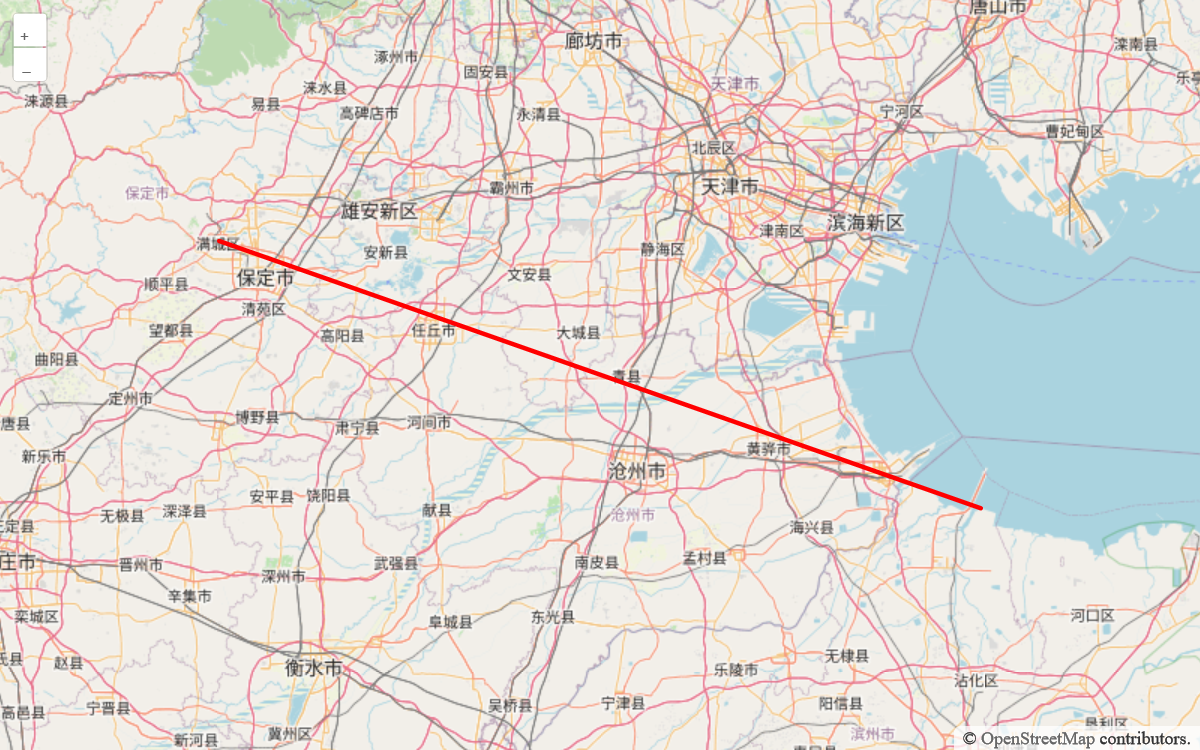 +
–
唐山市
滦南县
乐亭
涿州市
廊坊市
固安县
天津市
涞水县
涞源县
易县
高碑店市
永清县
宁河区
曹妃甸区
北辰区
保定市
霸州市
天津市
雄安新区
津南区
滨海新区
满城区
安新县
静海区
保定市
文安县
顺平县
清苑区
望都县
高阳县
任丘市
大城县
曲阳县
青县
定州市
唐县
博野县
肃宁县
河间市
黄骅市
新乐市
沧州市
安平县
饶阳县
献县
无极县
深泽县
沧州市
正定县
海兴县
庄市
晋州市
深州市
武强县
南皮县
孟村县
辛集市
栾城区
阜城县
东光县
河口区
氏县
赵县
衡水市
乐陵市
无棣县
沾化区
高邑县
宁晋县
吴桥县
宁津县
阳信县
垦利区
新河县
冀州区
滨州市
© OpenStreetMap contributors.